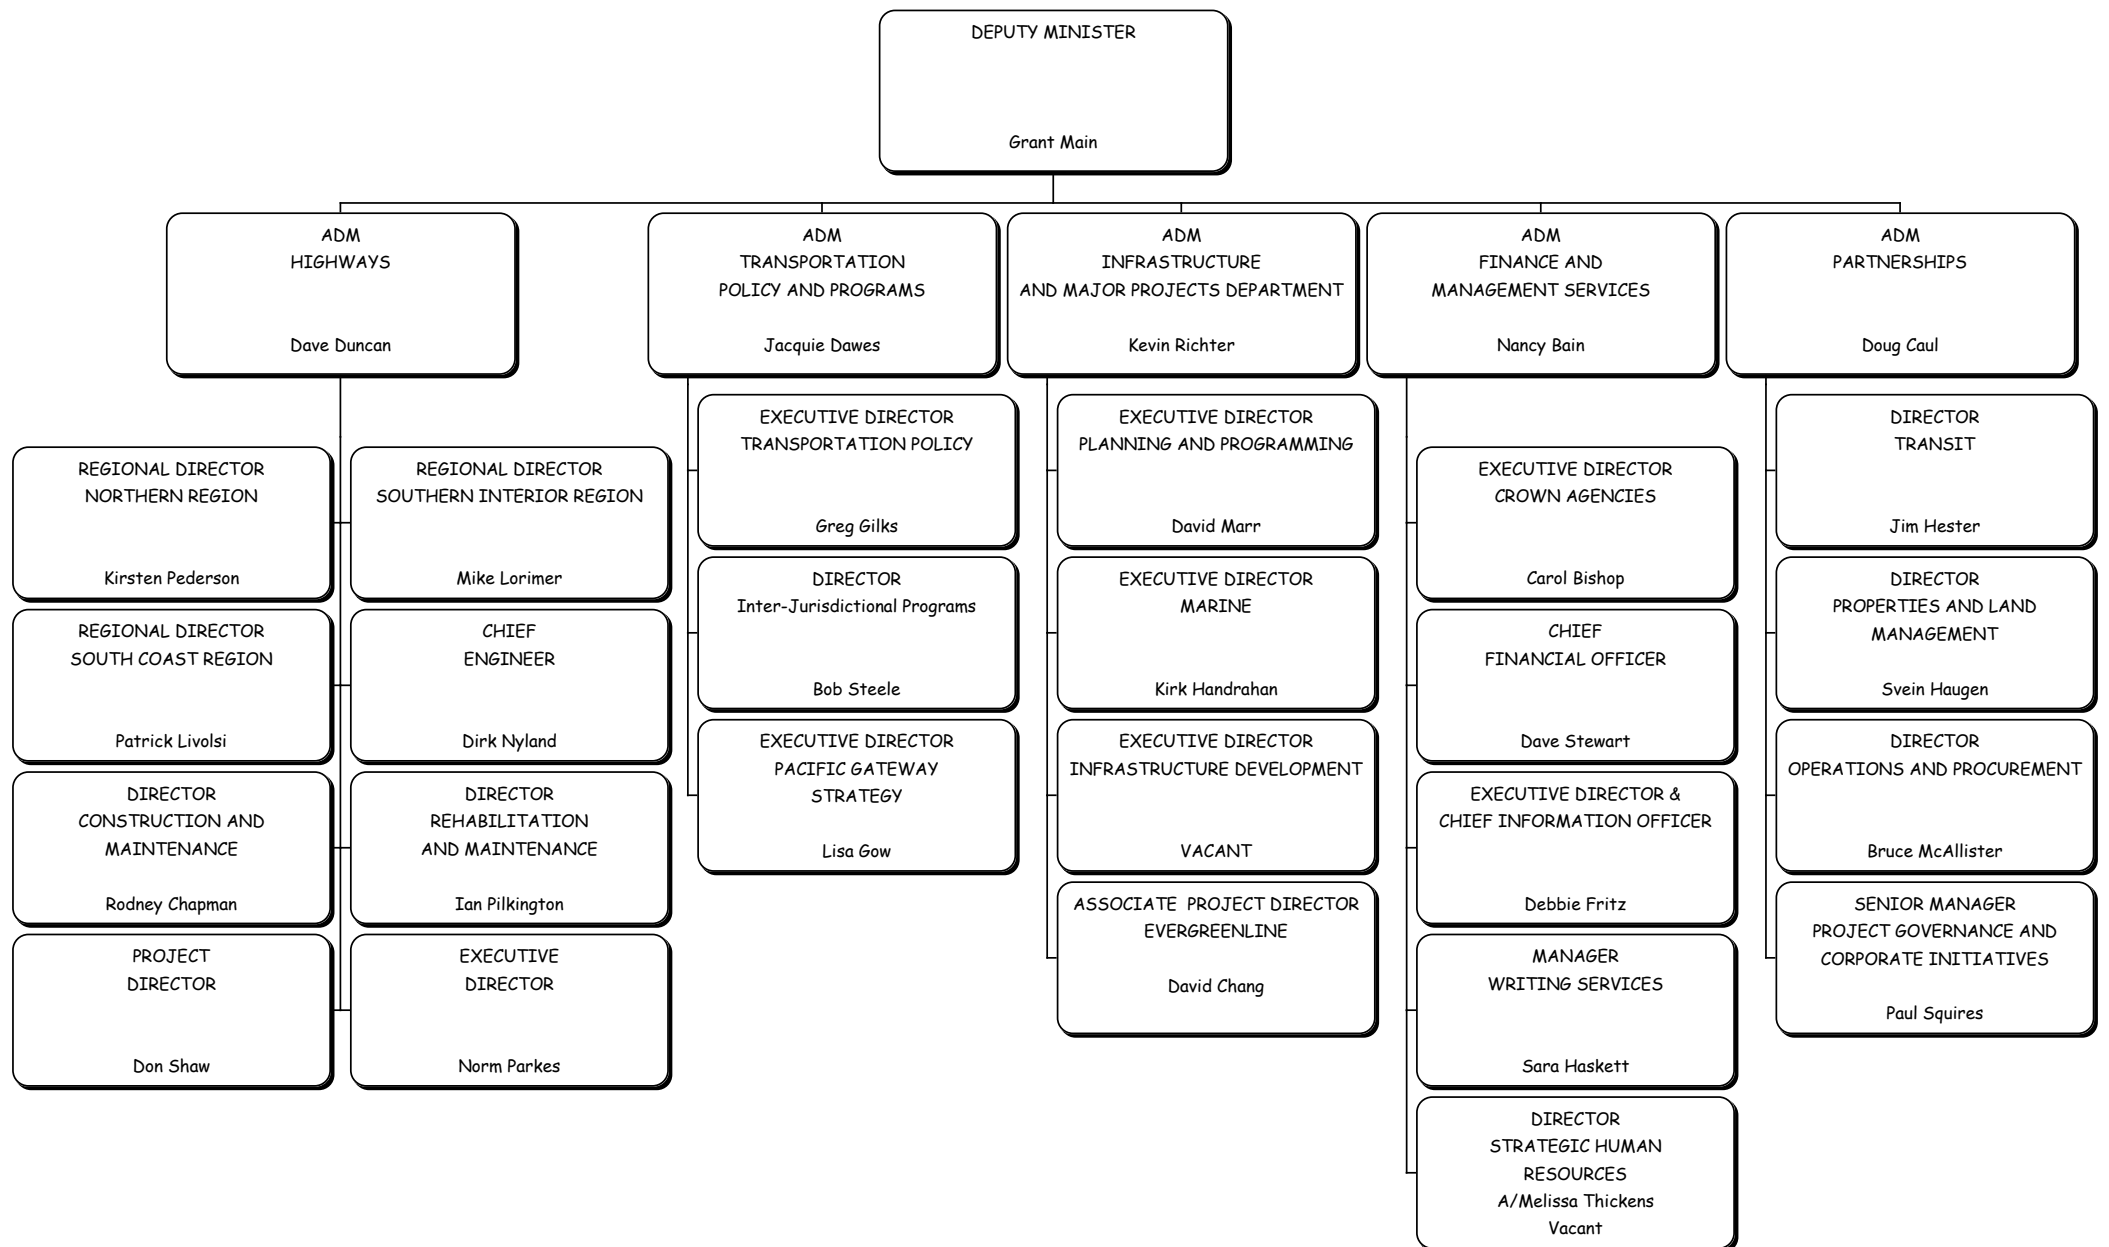 DEPUTY MINISTER
Grant Main
ADM
HIGHWAYS
Dave Duncan
ADM
TRANSPORTATION
POLICY AND PROGRAMS
Jacquie Dawes
ADM
INFRASTRUCTURE
AND MAJOR PROJECTS DEPARTMENT
Kevin Richter
ADM
FINANCE AND
MANAGEMENT SERVICES
Nancy Bain
ADM
PARTNERSHIPS
Doug Caul
REGIONAL DIRECTOR
NORTHERN REGION
Kirsten Pederson
REGIONAL DIRECTOR
SOUTHERN INTERIOR REGION
Mike Lorimer
REGIONAL DIRECTOR
SOUTH COAST REGION
Patrick Livolsi
CHIEF
ENGINEER
Dirk Nyland
DIRECTOR
CONSTRUCTION AND
MAINTENANCE
Rodney Chapman
DIRECTOR
REHABILITATION
AND MAINTENANCE
Ian Pilkington
PROJECT
DIRECTOR
Don Shaw
EXECUTIVE
DIRECTOR
Norm Parkes
EXECUTIVE DIRECTOR
TRANSPORTATION POLICY
Greg Gilks
DIRECTOR
Inter-Jurisdictional Programs
Bob Steele
EXECUTIVE DIRECTOR
PACIFIC GATEWAY
STRATEGY
Lisa Gow
EXECUTIVE DIRECTOR
PLANNING AND PROGRAMMING
David Marr
EXECUTIVE DIRECTOR
MARINE
Kirk Handrahan
EXECUTIVE DIRECTOR
INFRASTRUCTURE DEVELOPMENT
VACANT
ASSOCIATE PROJECT DIRECTOR
EVERGREENLINE
David Chang
EXECUTIVE DIRECTOR
CROWN AGENCIES
Carol Bishop
CHIEF
FINANCIAL OFFICER
Dave Stewart
EXECUTIVE DIRECTOR &
CHIEF INFORMATION OFFICER
Debbie Fritz
MANAGER
WRITING SERVICES
Sara Haskett
DIRECTOR
STRATEGIC HUMAN
RESOURCES
A/Melissa Thickens
Vacant
DIRECTOR
TRANSIT
Jim Hester
DIRECTOR
PROPERTIES AND LAND
MANAGEMENT
Svein Haugen
DIRECTOR
OPERATIONS AND PROCUREMENT
Bruce McAllister
SENIOR MANAGER
PROJECT GOVERNANCE AND
CORPORATE INITIATIVES
Paul Squires